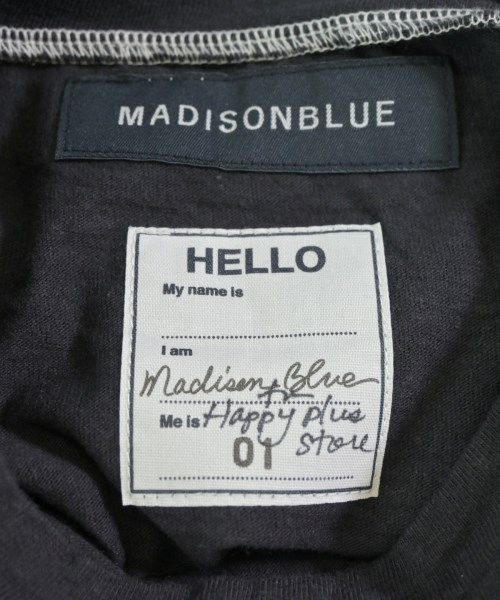 MADISONBLUE
HELLO
My name is
I am
Madison Blue
Me is Happy plus
01 store